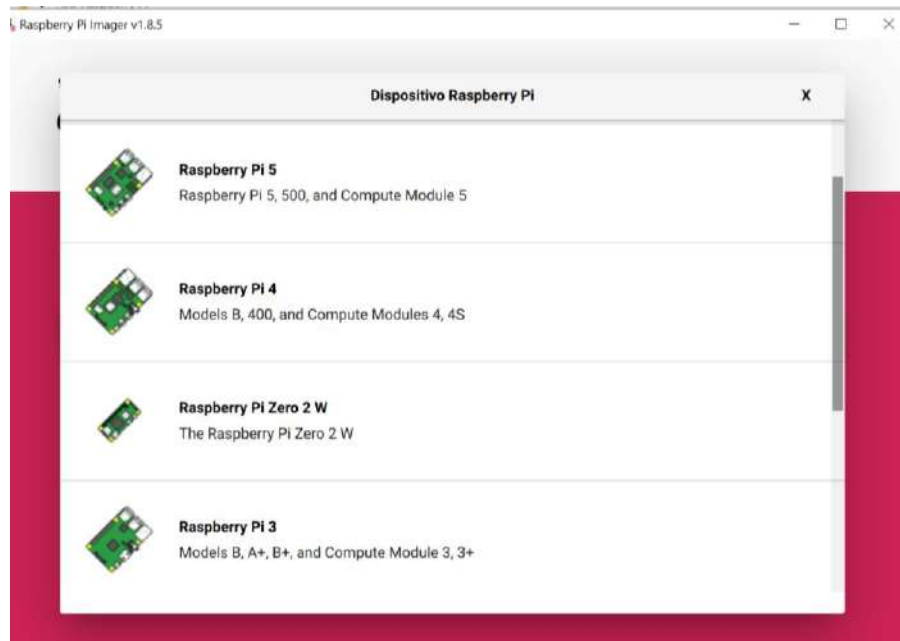 Raspberry Pi Imager v1.8.5
Dispositivo Raspberry Pi
X
Raspberry Pi 5
Raspberry Pi 5, 500, and Compute Module 5
Raspberry Pi 4
Models B, 400, and Compute Modules 4, 4S
Raspberry Pi Zero 2 W
The Raspberry Pi Zero 2 W
Raspberry Pi 3
Models B, A+, B+, and Compute Module 3, 3+